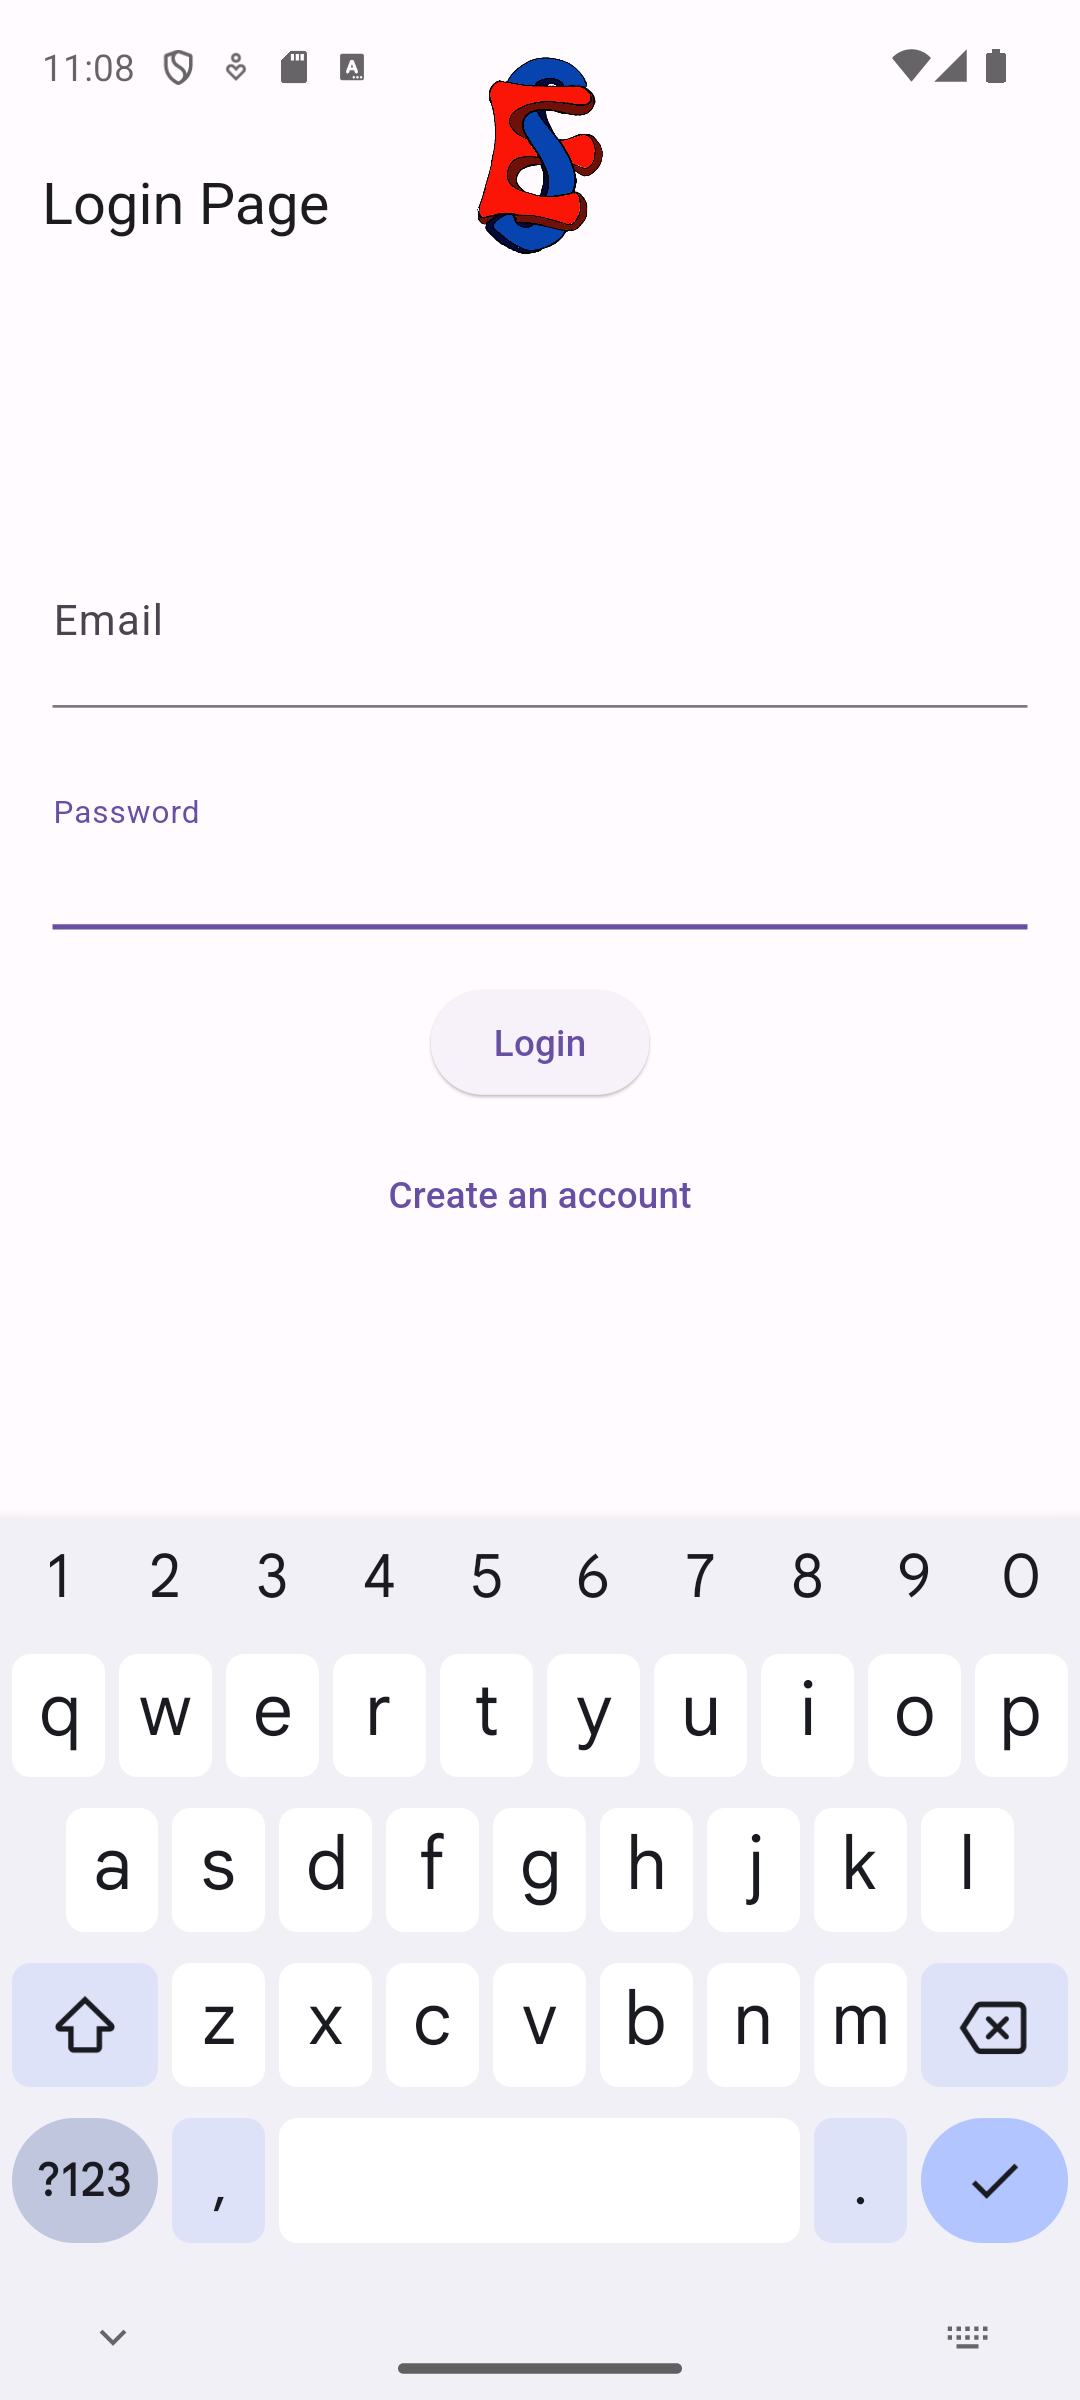 11:08
Login Page
Email
Password
Login
Create an account
1 2 3 4 5 6 7 8 9 0
q w e r t y u i o p
a s d f g h j k l
z x c v b n m
?123 , .